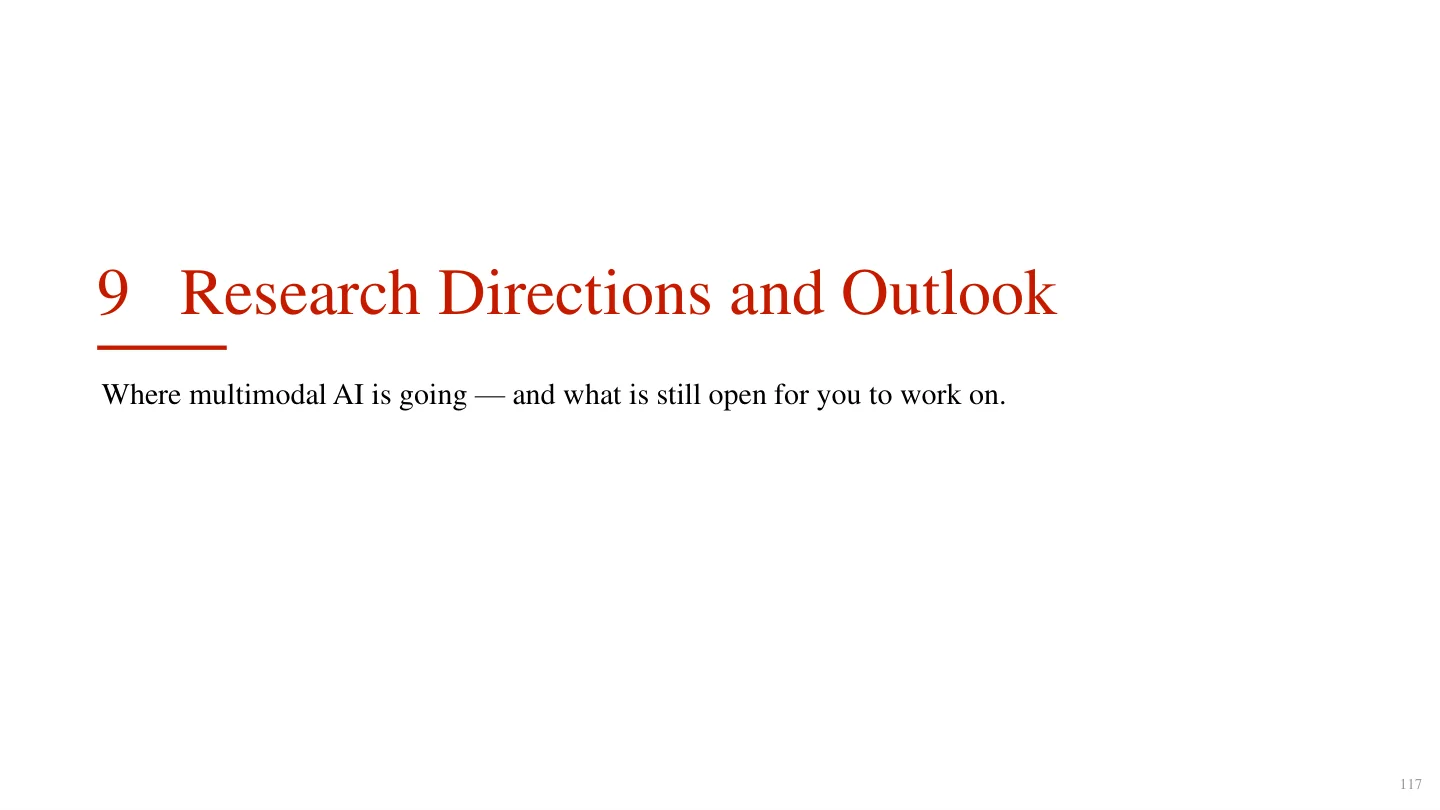 9 Research Directions and Outlook
Where multimodal AI is going — and what is still open for you to work on.
117